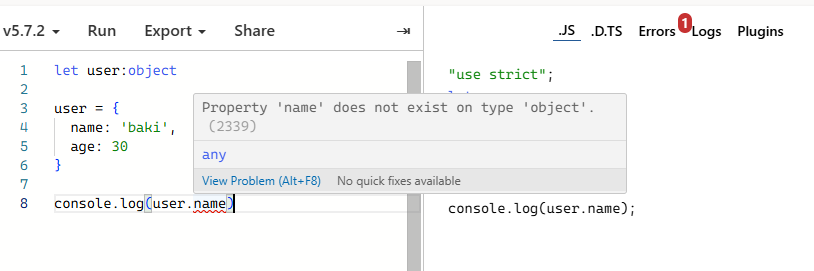 v5.7.2 Run Export Share
.JS .D.TS Errors 1 Logs Plugins
1 let user:object
2
3 user = {
4 name: 'baki',
5 age: 30
6 }
7
8 console.log(user.name)
Property 'name' does not exist on type 'object'.
(2339)
any
View Problem (Alt+F8) No quick fixes available
"use strict";
console.log(user.name);